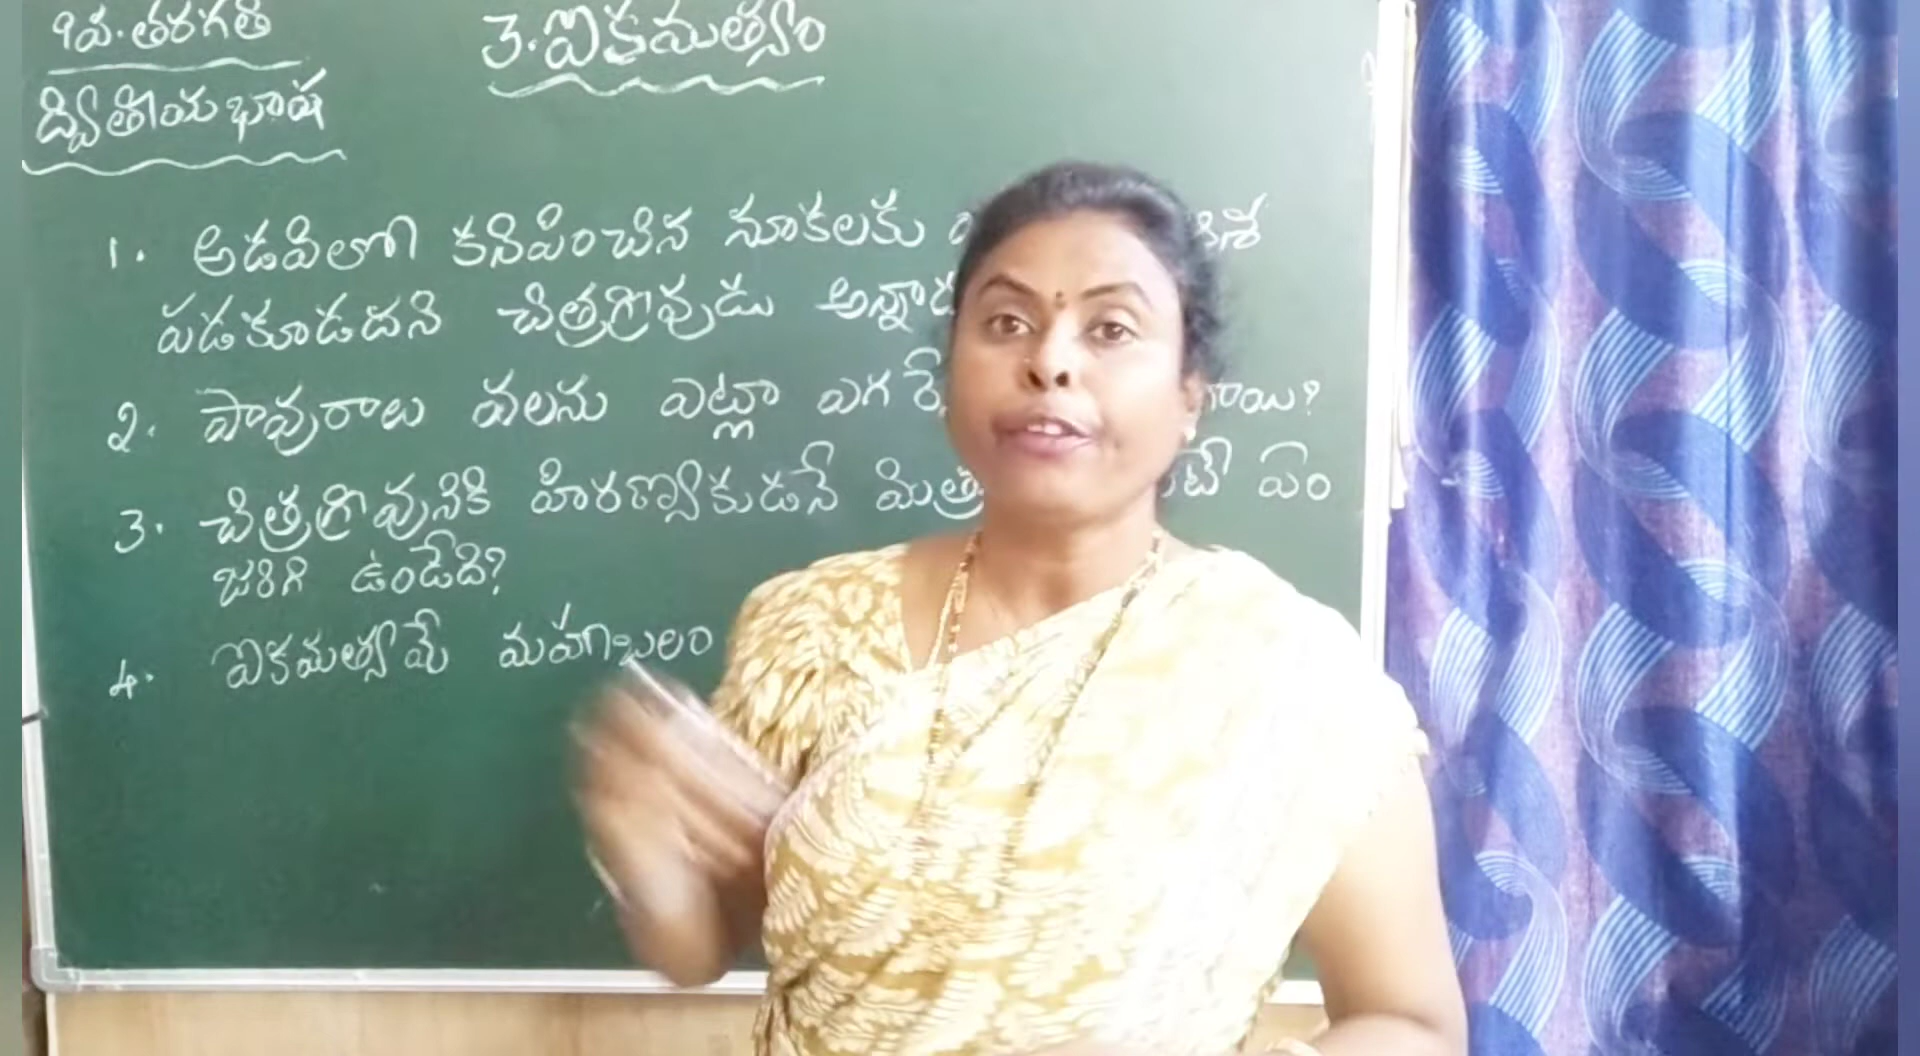 9వ. తరగతి
3. ఐకమత్యం
ద్వితీయ భాష
1. అడవిలో కనిపించిన నూకలకు
పడకూడదని చిత్రగ్రీవుడు
2. పావురాలు వలను ఎట్లా
3. చిత్రగ్రీవునికి హిరణ్యకుడనే ఏం
జరిగి ఉండేది?
4. ఐకమత్యమే మహాబలం